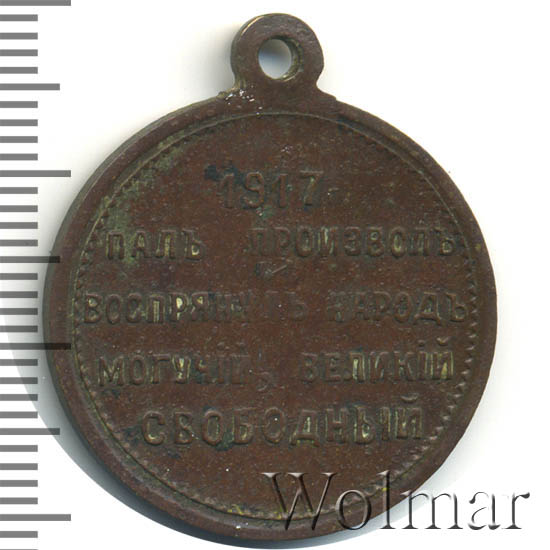 1917
ПАЛЪ ПРОИЗВОЛЪ
ВОСПРЯНУЛЪ НАРОДЪ
МОГУЧІЙ, ВЕЛИКІЙ
СВОБОДНЫЙ
Wolmar